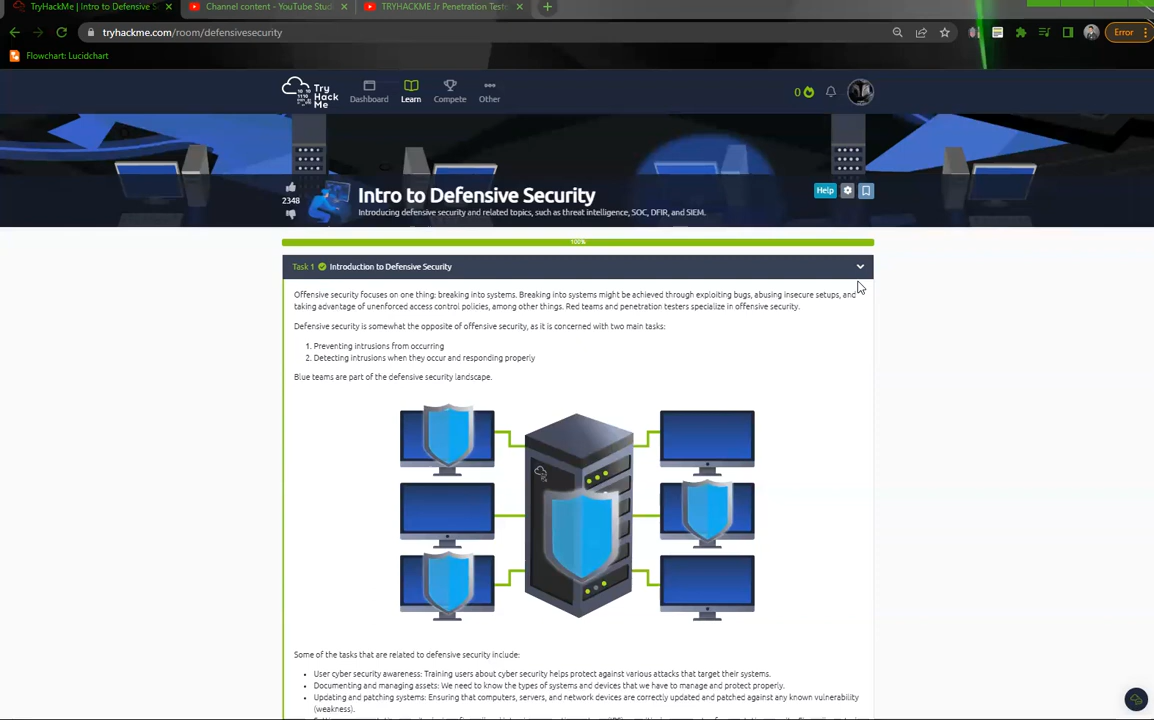 TryHackMe | Intro to Defensive S
Channel content - YouTube Stud
TRYHACKME Jr Penetration Teste
tryhackme.com/room/defensivesecurity
Error
Flowchart: Lucidchart
Try
Hack
Me
Dashboard
Learn
Compete
Other
0
2348
Intro to Defensive Security
Introducing defensive security and related topics, such as threat intelligence, SOC, DFIR, and SIEM.
Help
100%
Task 1 Introduction to Defensive Security
Offensive security focuses on one thing: breaking into systems. Breaking into systems might be achieved through exploiting bugs, abusing insecure setups, and
taking advantage of unenforced access control policies, among other things. Red teams and penetration testers specialize in offensive security.
Defensive security is somewhat the opposite of offensive security, as it is concerned with two main tasks:
1. Preventing intrusions from occurring
2. Detecting intrusions when they occur and responding properly
Blue teams are part of the defensive security landscape.
Some of the tasks that are related to defensive security include:
• User cyber security awareness: Training users about cyber security helps protect against various attacks that target their systems.
• Documenting and managing assets: We need to know the types of systems and devices that we have to manage and protect properly.
• Updating and patching systems: Ensuring that computers, servers, and network devices are correctly updated and patched against any known vulnerability
(weakness).